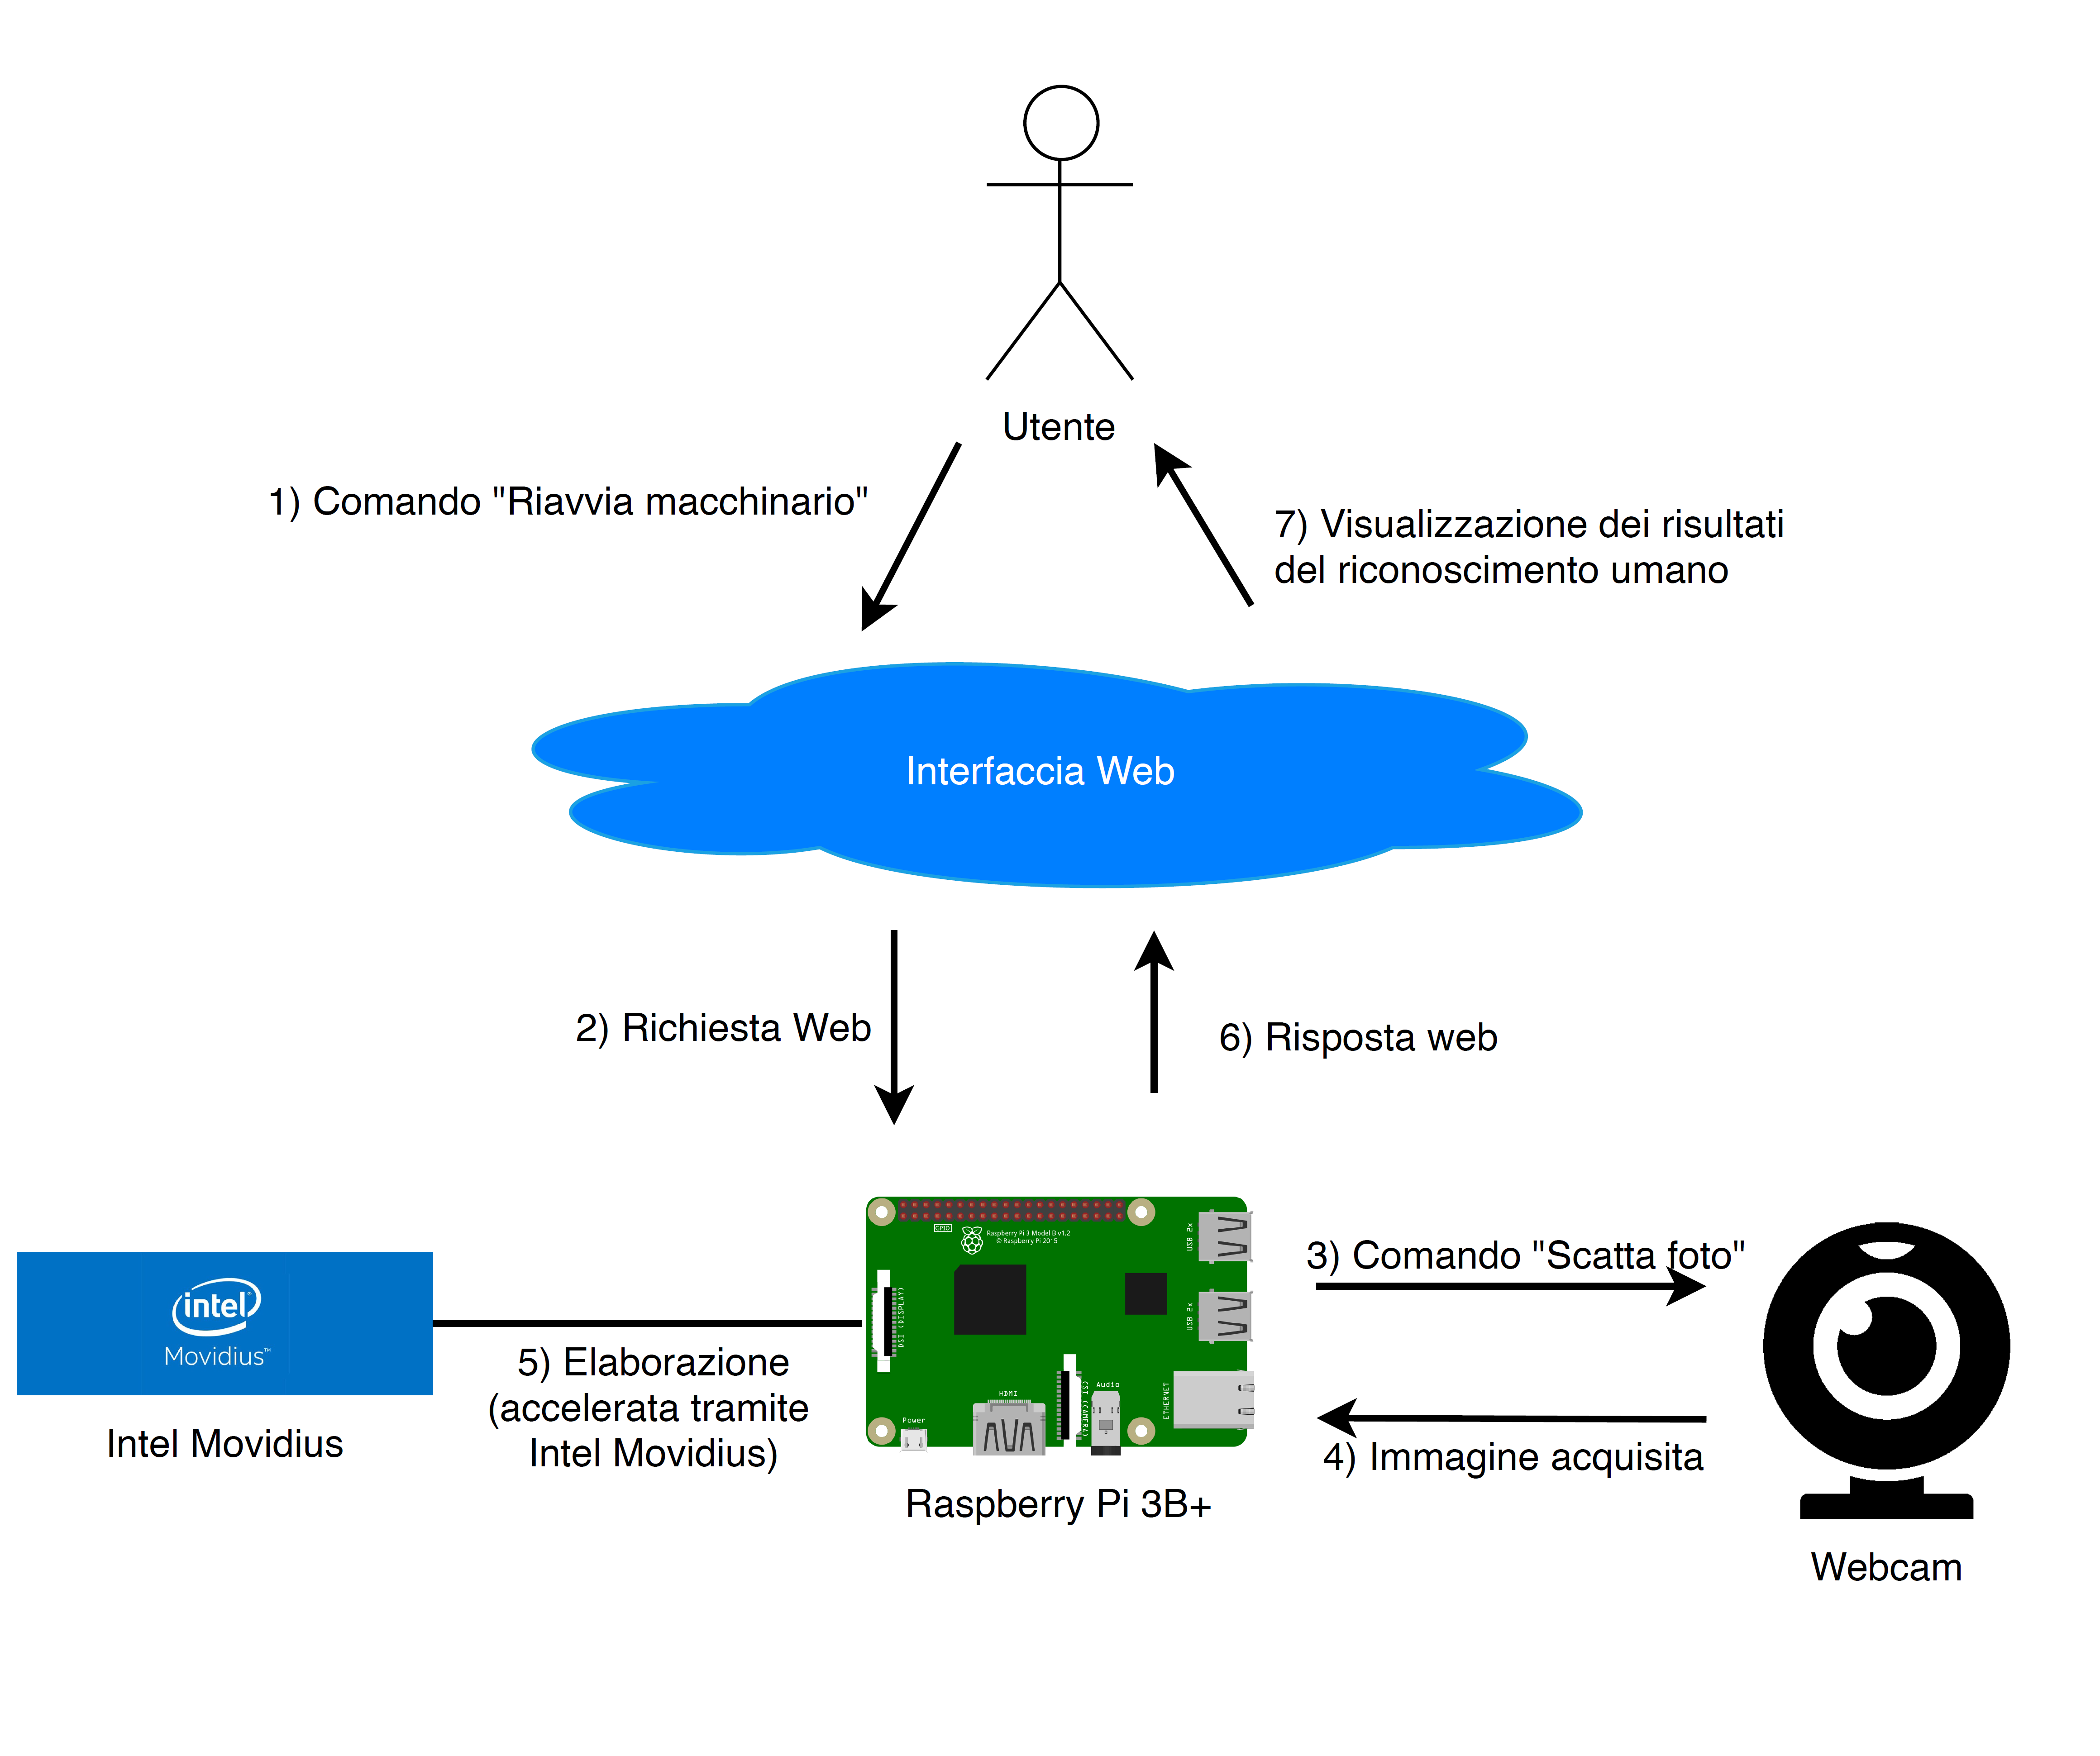 Utente
1) Comando "Riavvia macchinario"
7) Visualizzazione dei risultati
del riconoscimento umano
Interfaccia Web
2) Richiesta Web
6) Risposta web
GPIO
Raspberry Pi 3 Model B v1.2
© Raspberry Pi 2015
USB 2x
USB 2x
DSI (DISPLAY)
CSI (CAMERA)
HDMI
Audio
ETHERNET
Power
3) Comando "Scatta foto"
intel®
Movidius™
5) Elaborazione
(accelerata tramite
Intel Movidius)
Intel Movidius
4) Immagine acquisita
Raspberry Pi 3B+
Webcam